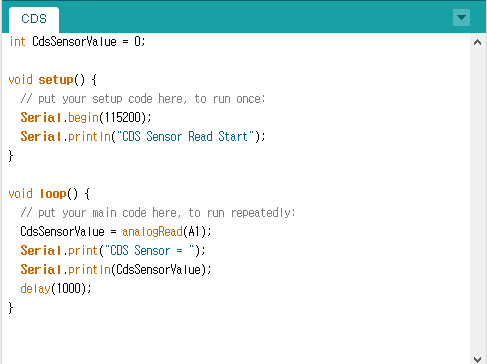 CDS
int CdsSensorValue = 0;
void setup() {
// put your setup code here, to run once:
Serial.begin(115200);
Serial.println("CDS Sensor Read Start");
}
void loop() {
// put your main code here, to run repeatedly:
CdsSensorValue = analogRead(A1);
Serial.print("CDS Sensor = ");
Serial.println(CdsSensorValue);
delay(1000);
}